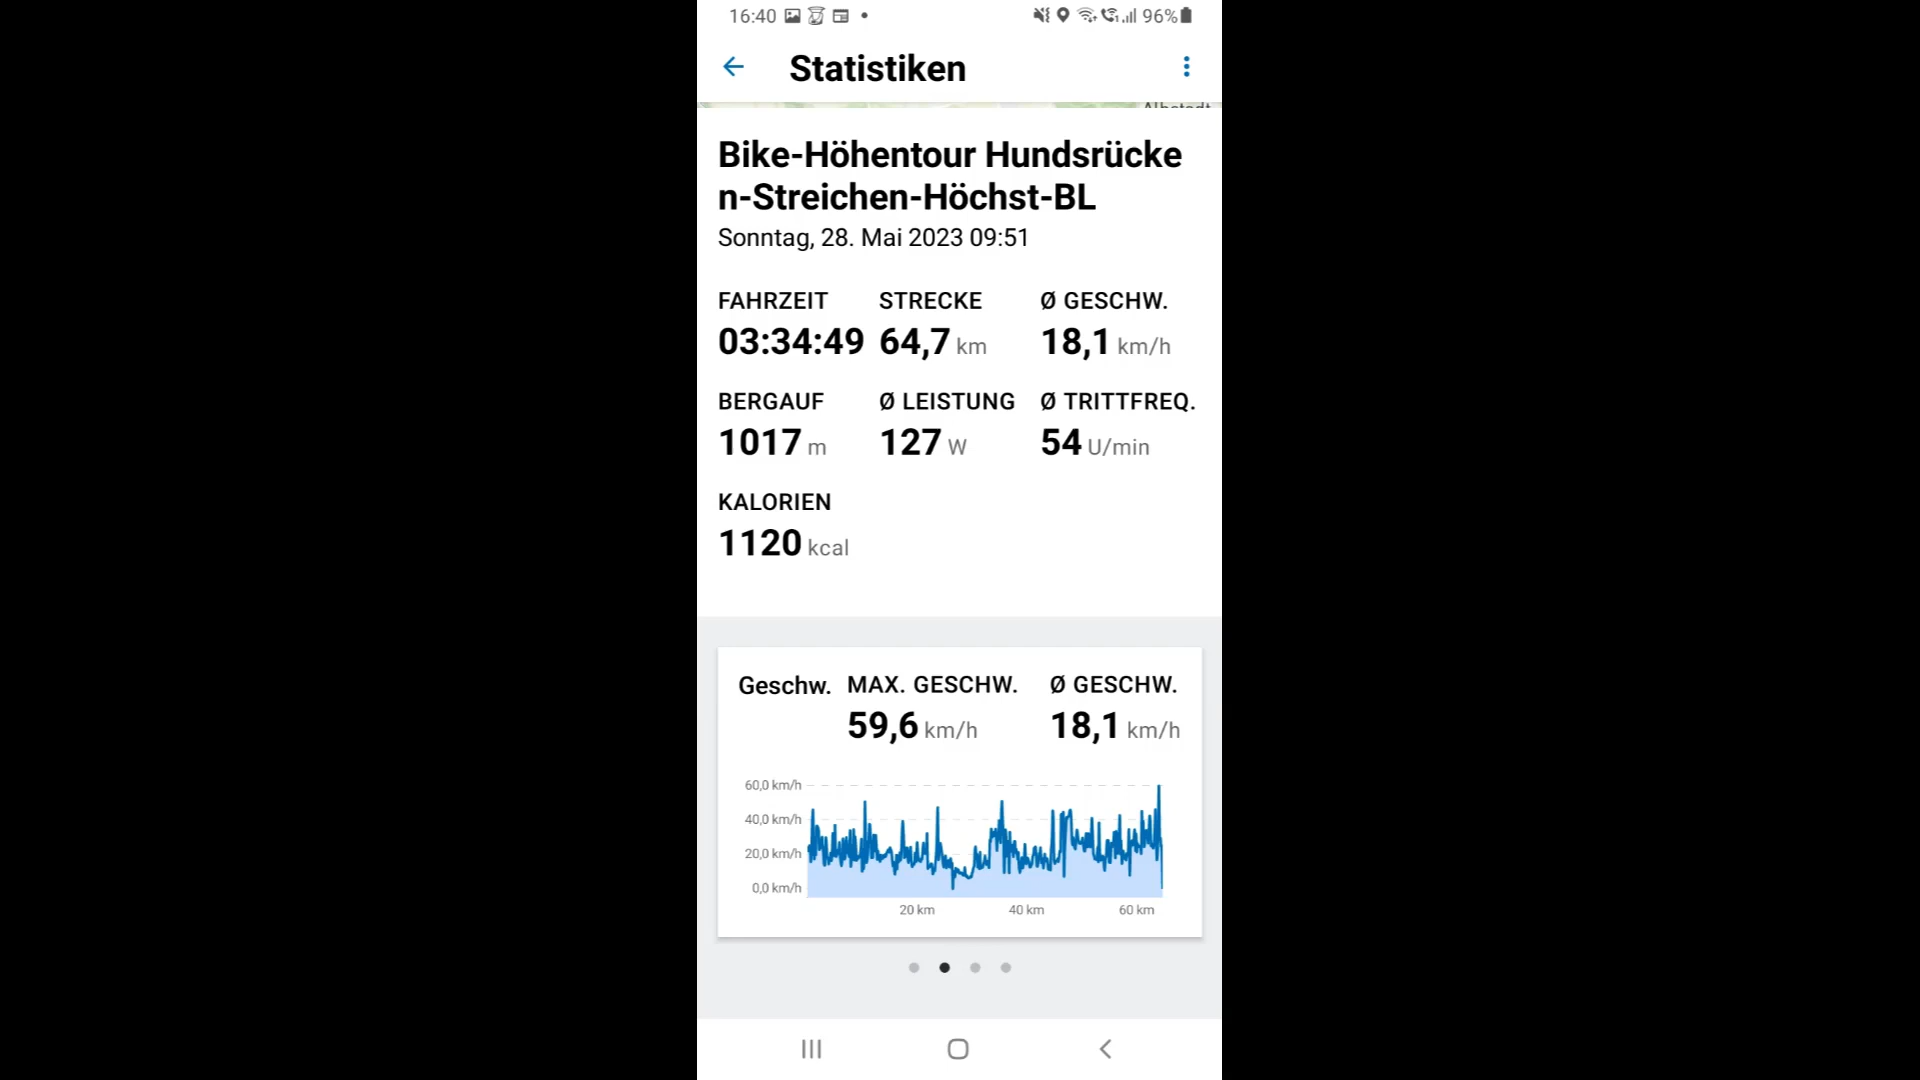 16:40 96%
Statistiken
Albstadt
Bike-Höhentour Hundsrücke
n-Streichen-Höchst-BL
Sonntag, 28. Mai 2023 09:51
FAHRZEIT STRECKE Ø GESCHW.
03:34:49 64,7 km 18,1 km/h
BERGAUF Ø LEISTUNG Ø TRITTFREQ.
1017 m 127 W 54 U/min
KALORIEN
1120 kcal
Geschw. MAX. GESCHW. Ø GESCHW.
59,6 km/h 18,1 km/h
60,0 km/h
40,0 km/h
20,0 km/h
0,0 km/h
20 km 40 km 60 km